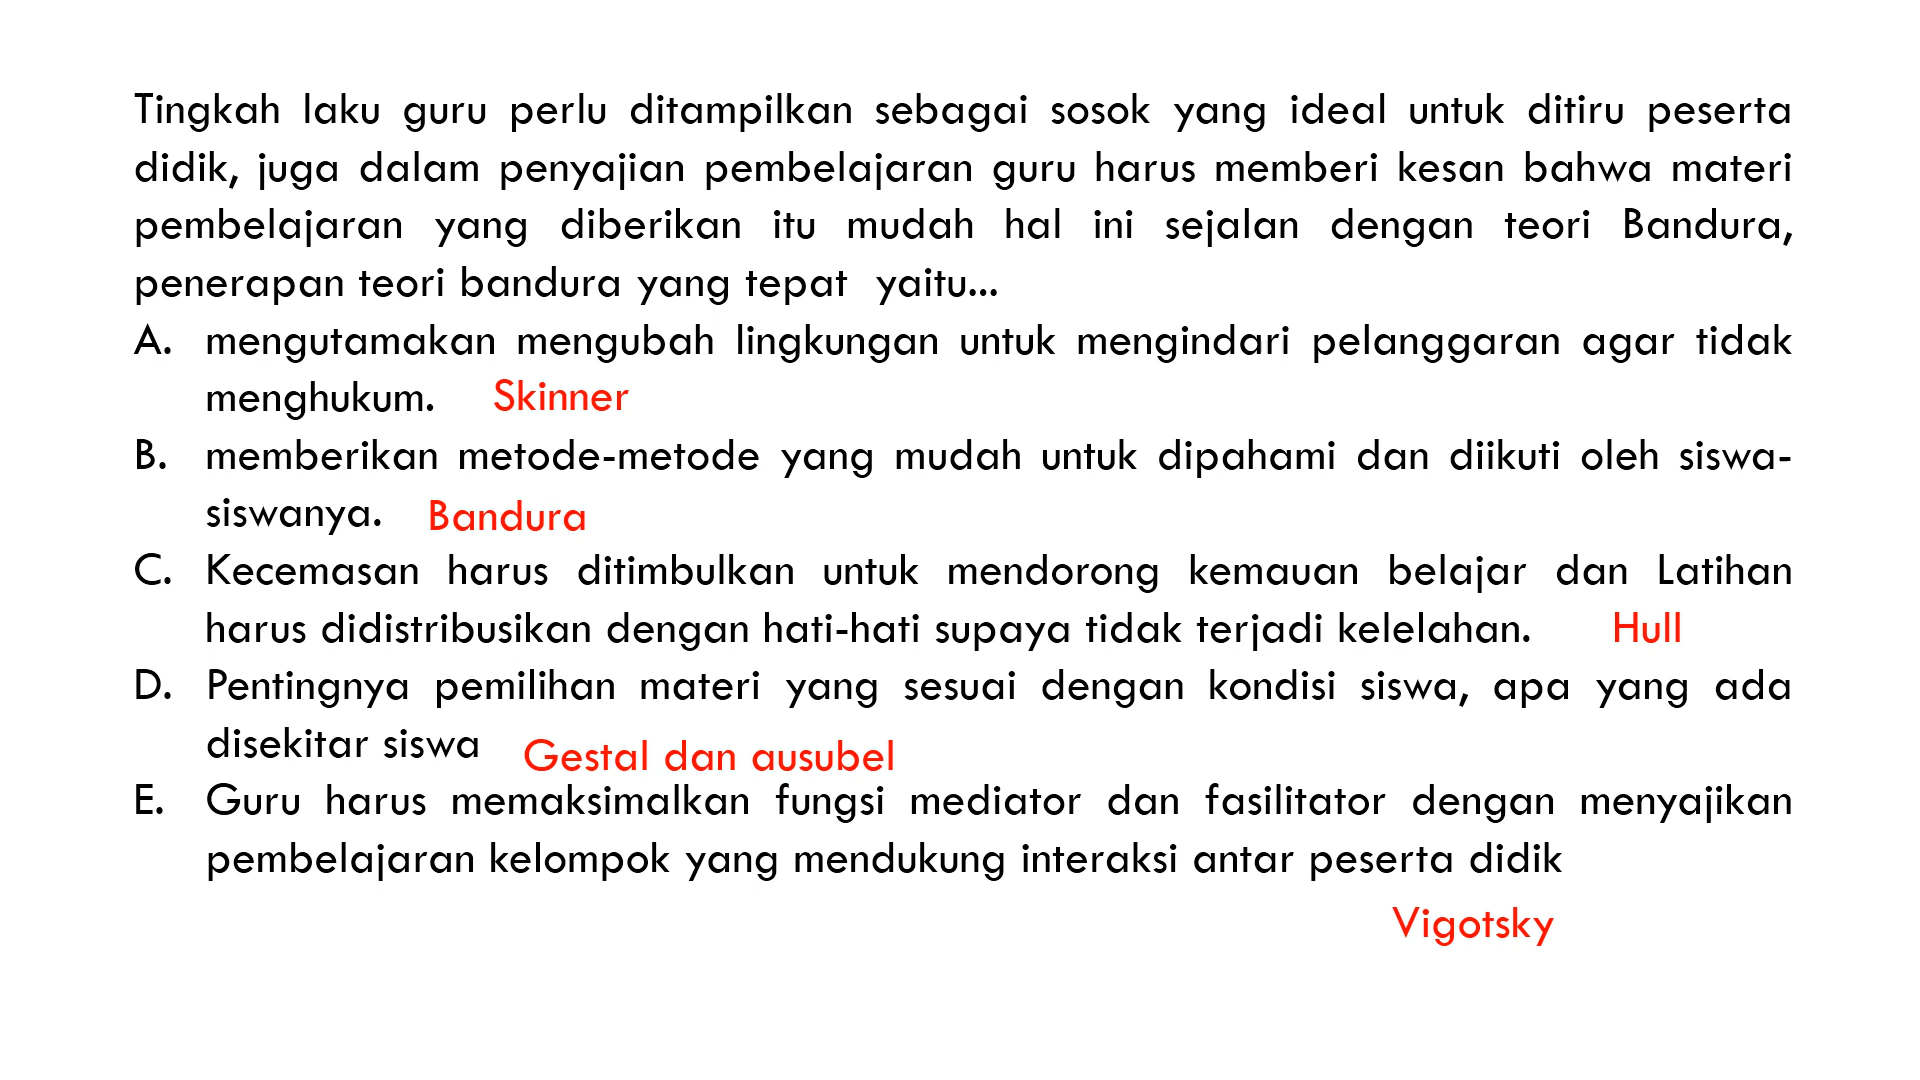 Tingkah laku guru perlu ditampilkan sebagai sosok yang ideal untuk ditiru peserta
didik, juga dalam penyajian pembelajaran guru harus memberi kesan bahwa materi
pembelajaran yang diberikan itu mudah hal ini sejalan dengan teori Bandura,
penerapan teori bandura yang tepat  yaitu...
A. mengutamakan mengubah lingkungan untuk mengindari pelanggaran agar tidak
menghukum. Skinner
B. memberikan metode-metode yang mudah untuk dipahami dan diikuti oleh siswa-
siswanya. Bandura
C. Kecemasan harus ditimbulkan untuk mendorong kemauan belajar dan Latihan
harus didistribusikan dengan hati-hati supaya tidak terjadi kelelahan. Hull
D. Pentingnya pemilihan materi yang sesuai dengan kondisi siswa, apa yang ada
disekitar siswa Gestal dan ausubel
E. Guru harus memaksimalkan fungsi mediator dan fasilitator dengan menyajikan
pembelajaran kelompok yang mendukung interaksi antar peserta didik
Vigotsky